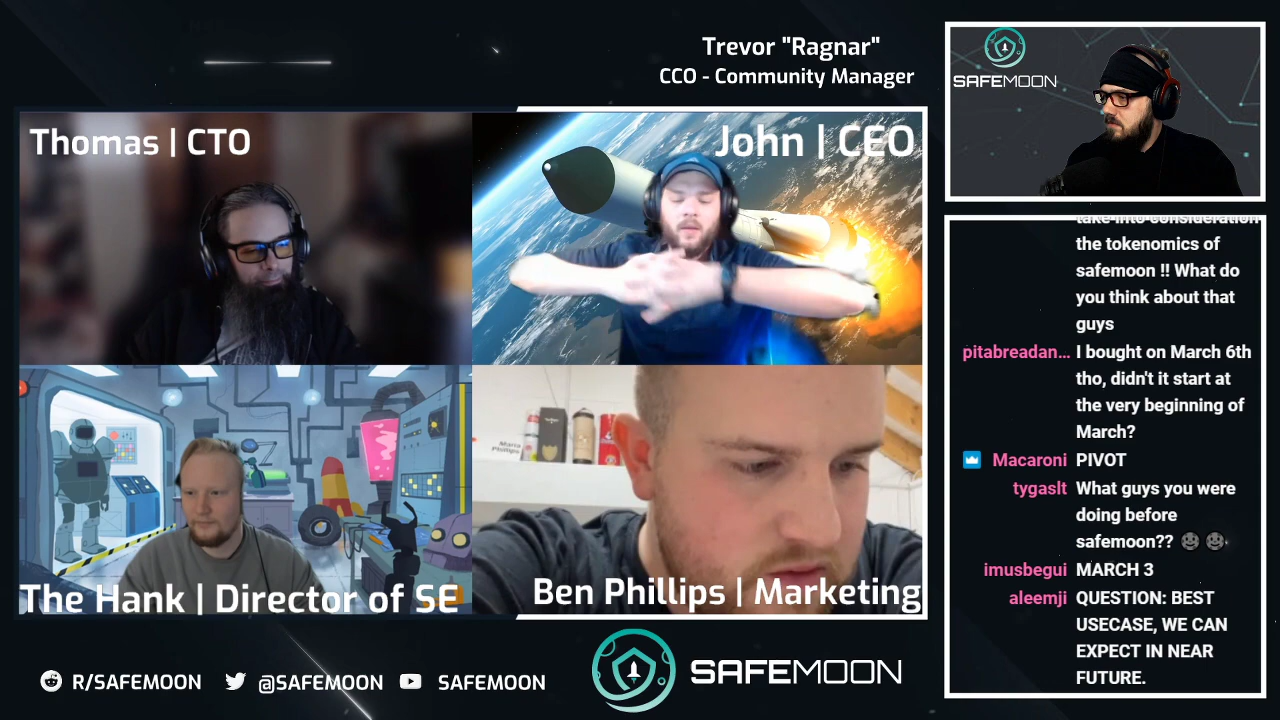 Trevor "Ragnar"
CCO - Community Manager
SAFEMOON
Thomas | CTO
John | CEO
The Hank | Director of SE
Ben Phillips | Marketing
take into consideration
the tokenomics of
safemoon !! What do
you think about that
guys
pitabreadan... I bought on March 6th
tho, didn't it start at
the very beginning of
March?
Macaroni PIVOT
tygaslt What guys you were
doing before
safemoon??
imusbegui MARCH 3
aleemji QUESTION: BEST
USECASE, WE CAN
EXPECT IN NEAR
FUTURE.
R/SAFEMOON
@SAFEMOON
SAFEMOON
SAFEMOON